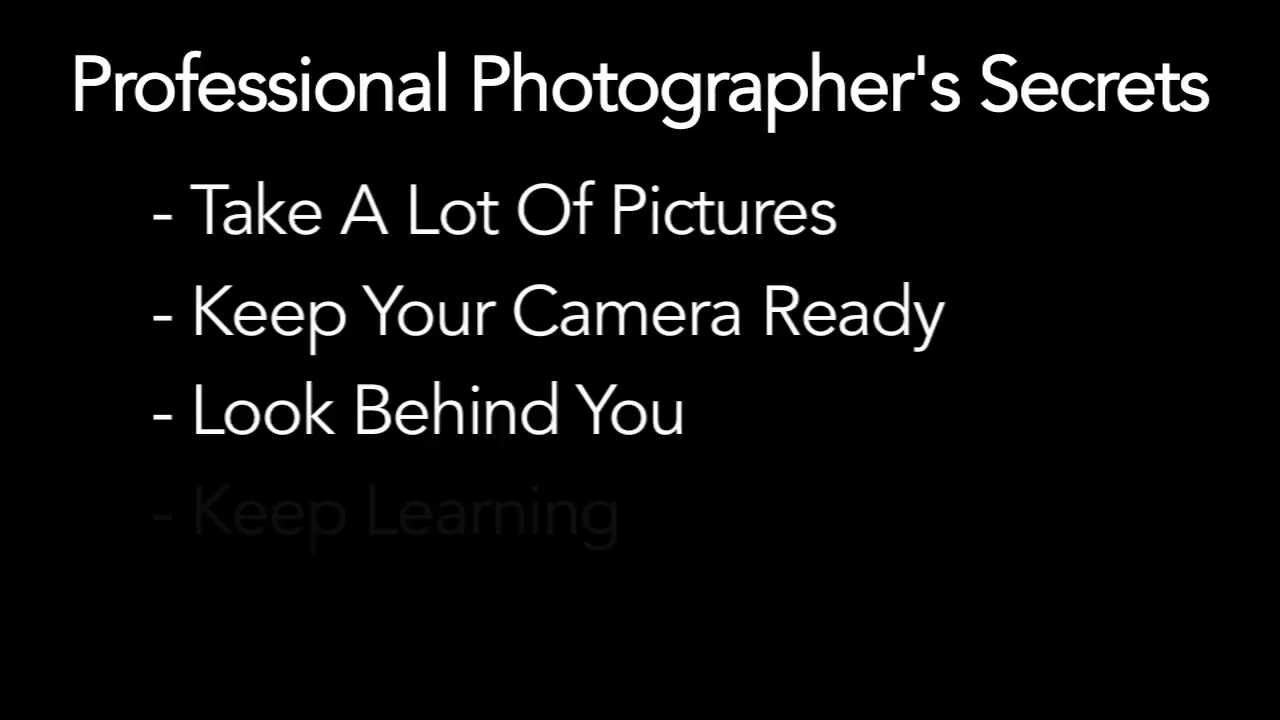 Professional Photographer's Secrets
- Take A Lot Of Pictures
- Keep Your Camera Ready
- Look Behind You
- Keep Learning